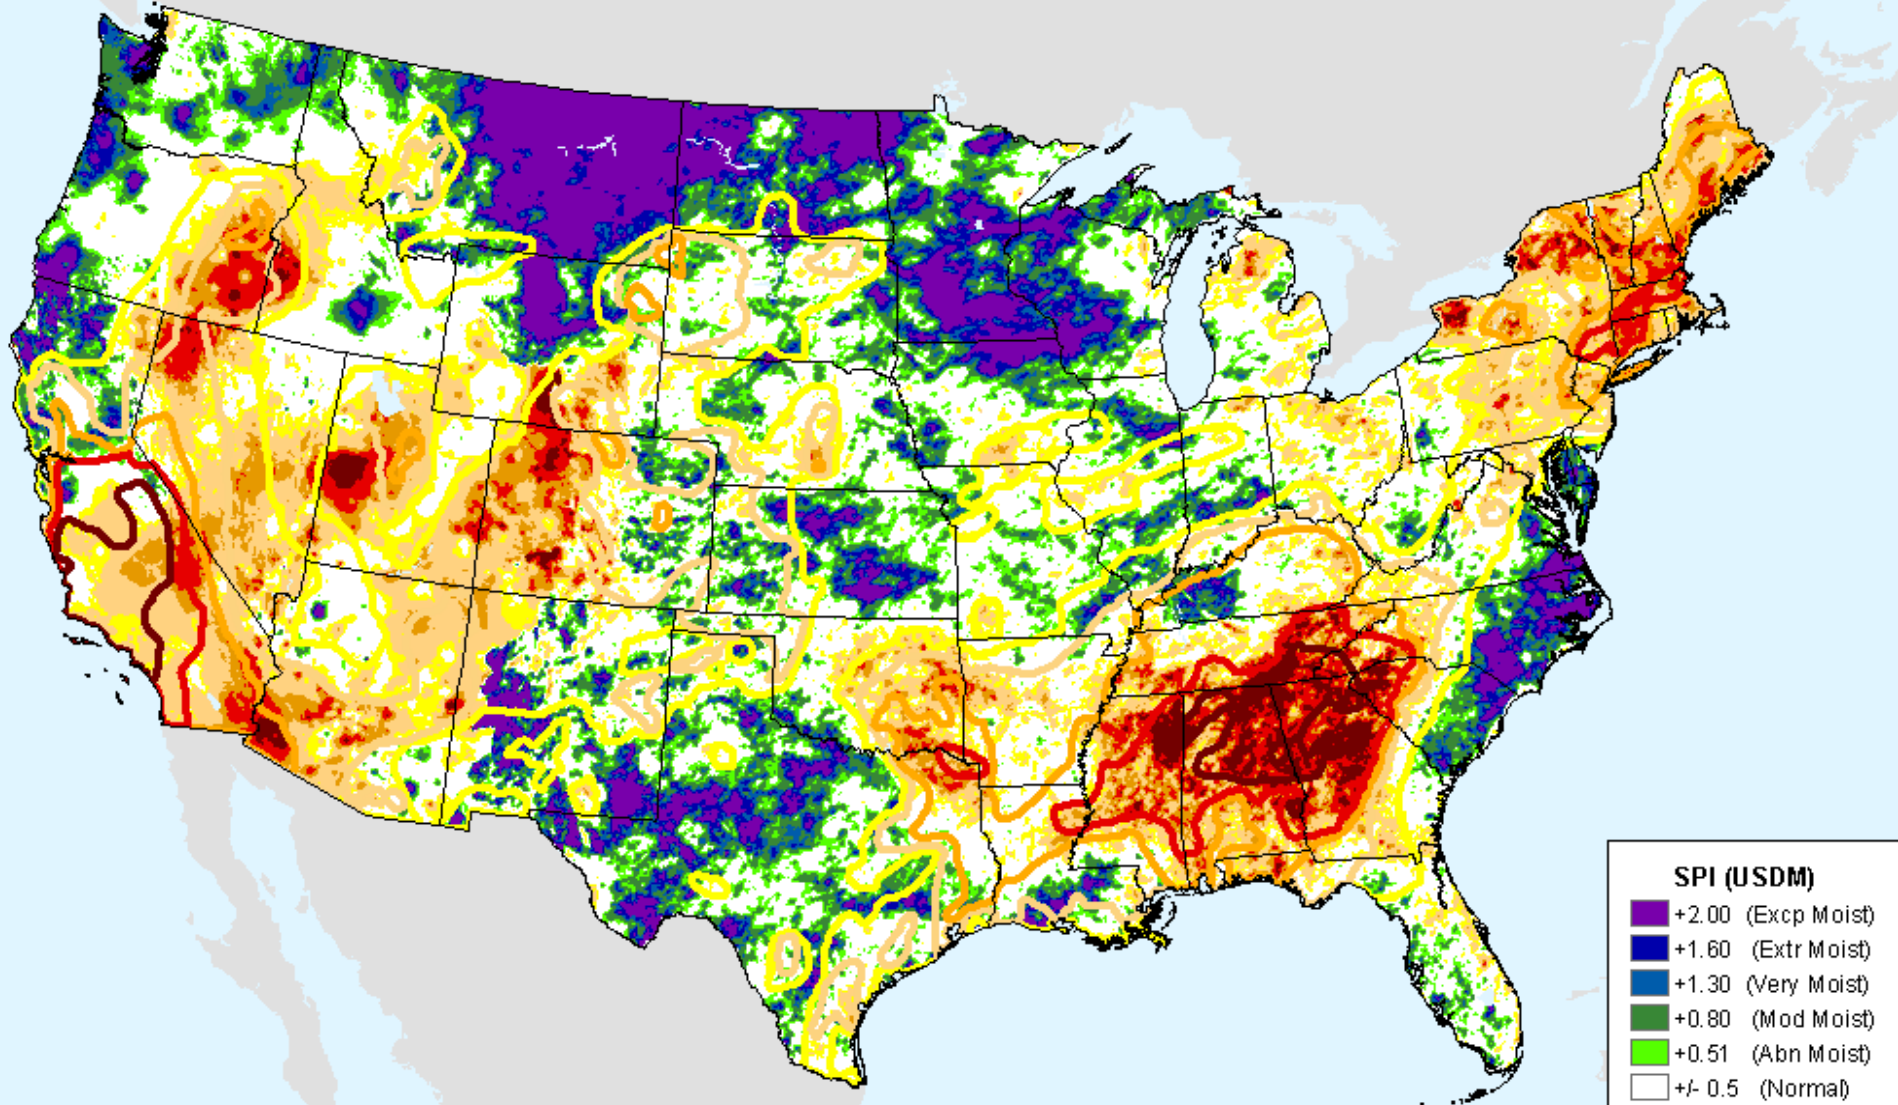 SPI (USDM)
+2.00 (Excp Moist)
+1.60 (Extr Moist)
+1.30 (Very Moist)
+0.80 (Mod Moist)
+0.51 (Abn Moist)
+/- 0.5 (Normal)